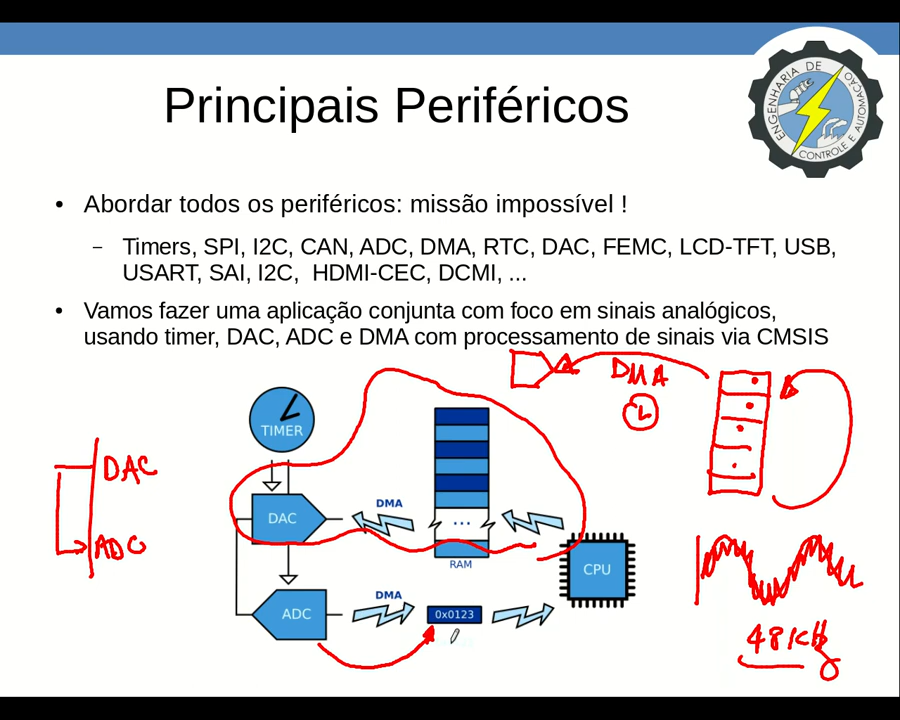 ENGENHARIA DE
CONTROLE E AUTOMAÇÃO
Principais Periféricos
• Abordar todos os periféricos: missão impossível !
– Timers, SPI, I2C, CAN, ADC, DMA, RTC, DAC, FEMC, LCD-TFT, USB,
USART, SAI, I2C, HDMI-CEC, DCMI, ...
• Vamos fazer uma aplicação conjunta com foco em sinais analógicos,
usando timer, DAC, ADC e DMA com processamento de sinais via CMSIS
DMA
TIMER
DAC
DAC
DMA
...
ADC
RAM
CPU
DMA
ADC
0x0123
48KHz